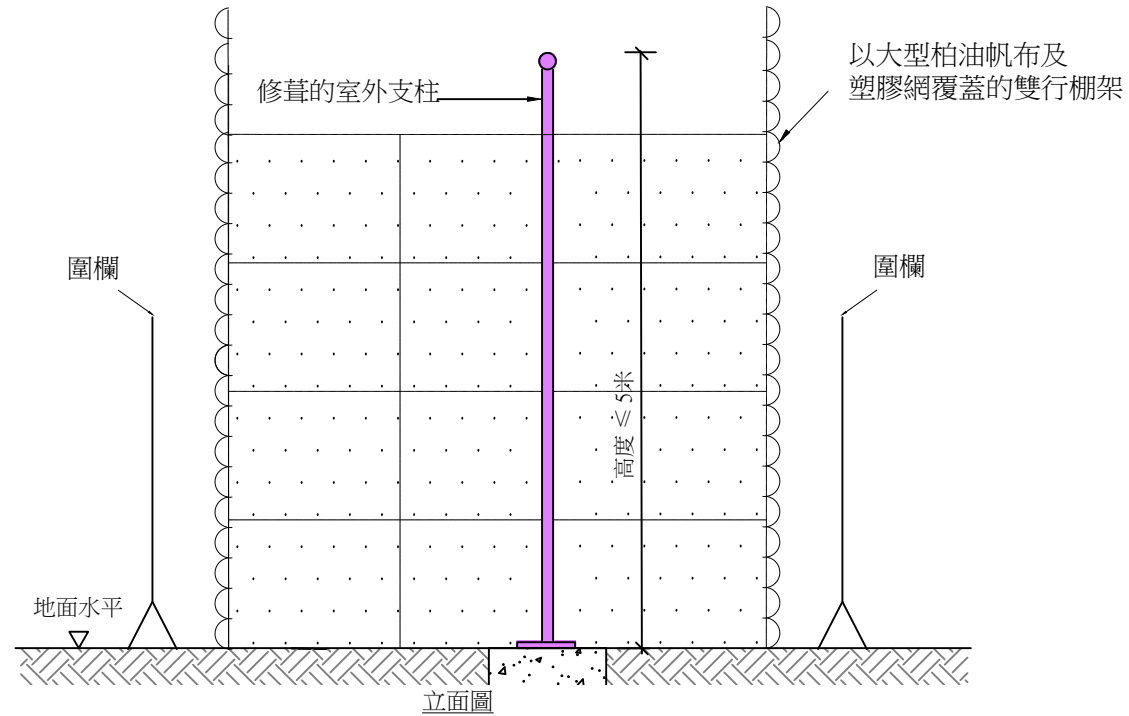 以大型柏油帆布及
塑膠網覆蓋的雙行棚架
修葺的室外支柱
圍欄
圍欄
高度 ≤ 5米
地面水平
立面圖